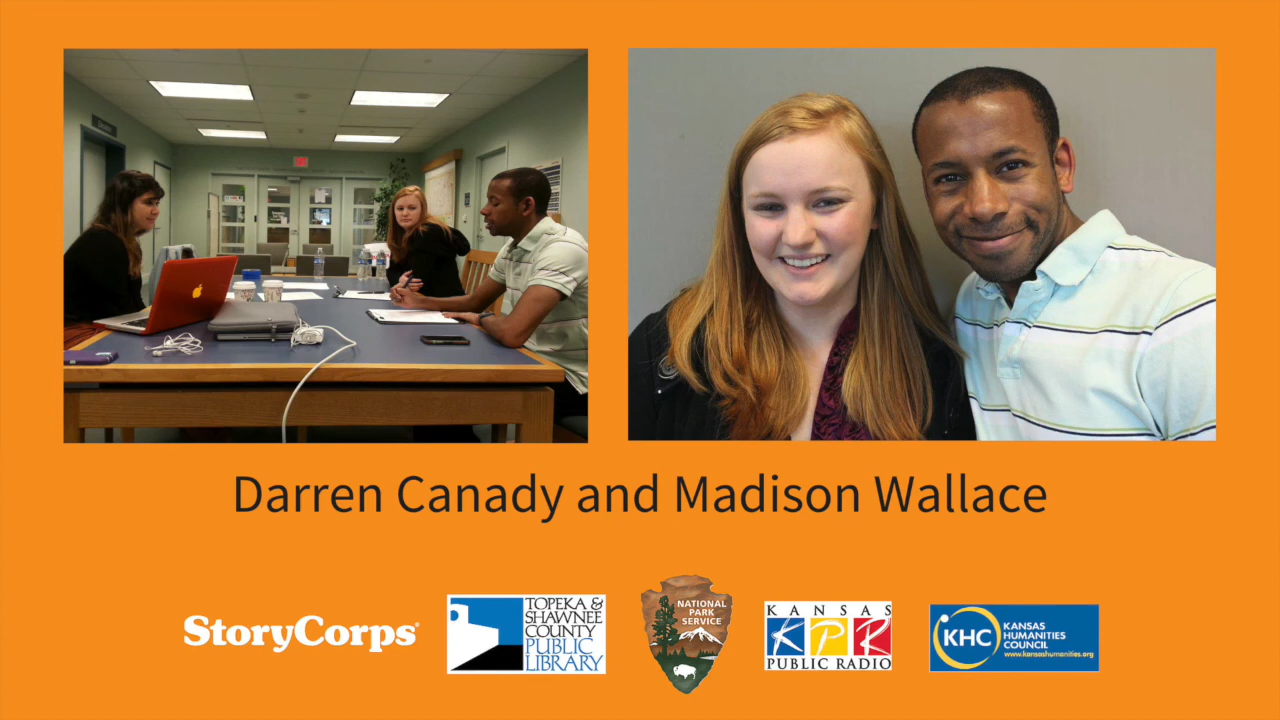 Darren Canady and Madison Wallace
StoryCorps
TOPEKA &
SHAWNEE
COUNTY
PUBLIC
LIBRARY
NATIONAL
PARK
SERVICE
KANSAS
KPR
PUBLIC RADIO
KHC
KANSAS
HUMANITIES
COUNCIL
www.kansashumanities.org